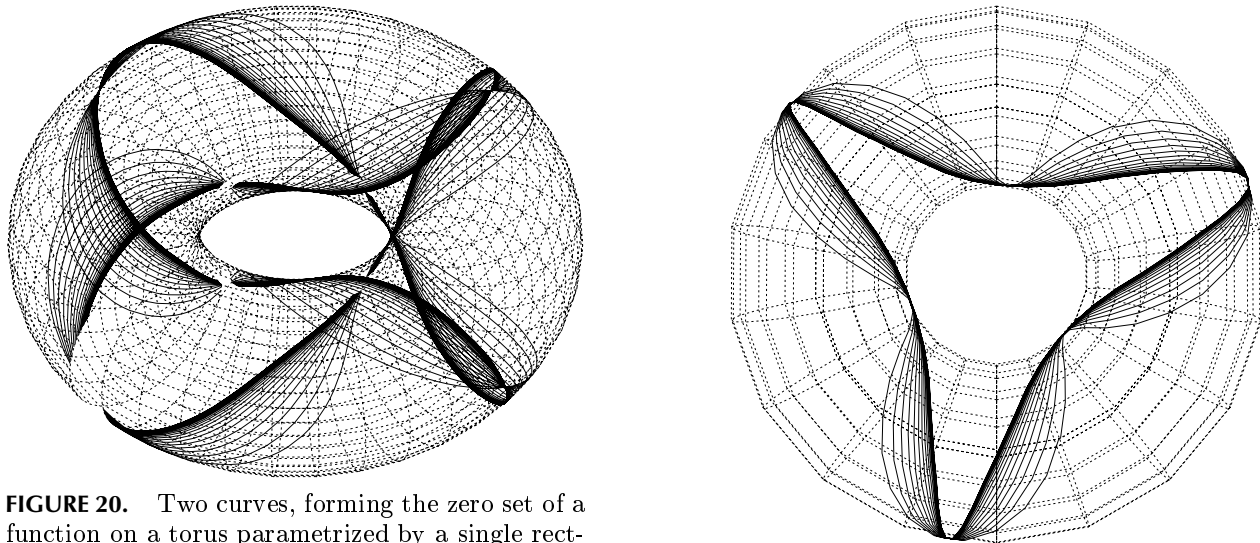 FIGURE 20. Two curves, forming the zero set of a
function on a torus parametrized by a single rect-